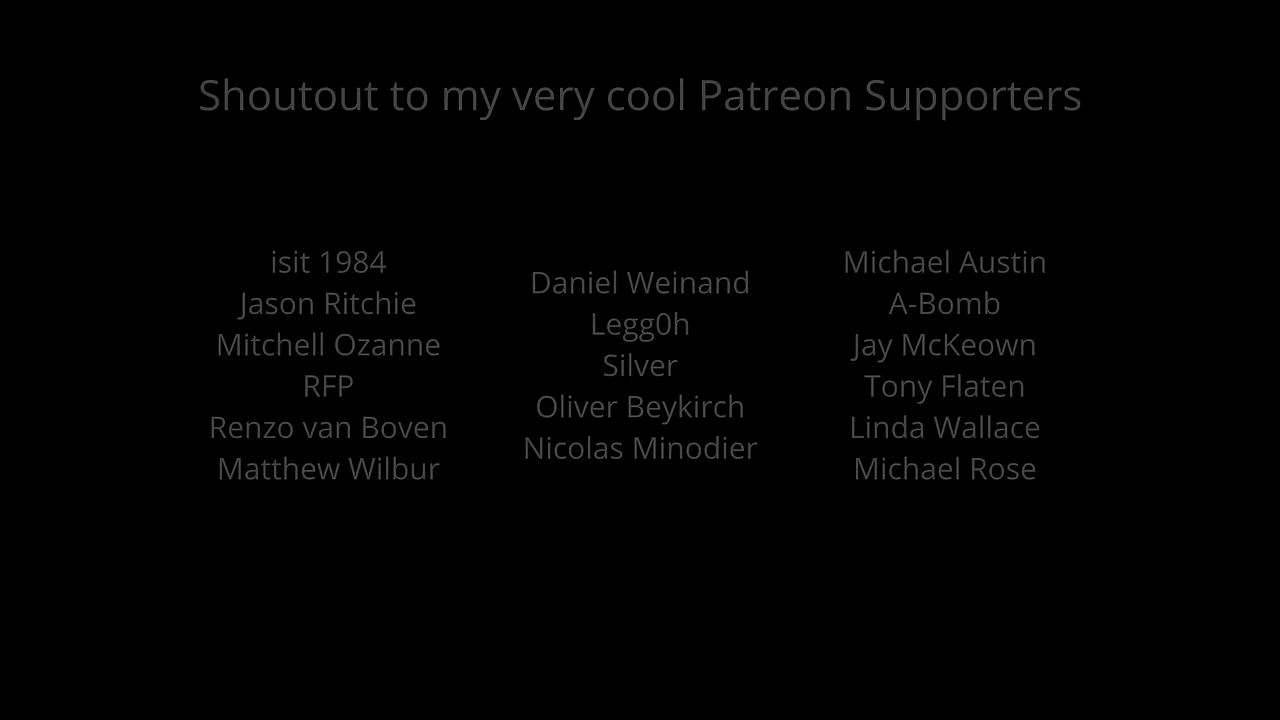 Shoutout to my very cool Patreon Supporters
isit 1984
Jason Ritchie
Mitchell Ozanne
RFP
Renzo van Boven
Matthew Wilbur
Daniel Weinand
Legg0h
Silver
Oliver Beykirch
Nicolas Minodier
Michael Austin
A-Bomb
Jay McKeown
Tony Flaten
Linda Wallace
Michael Rose